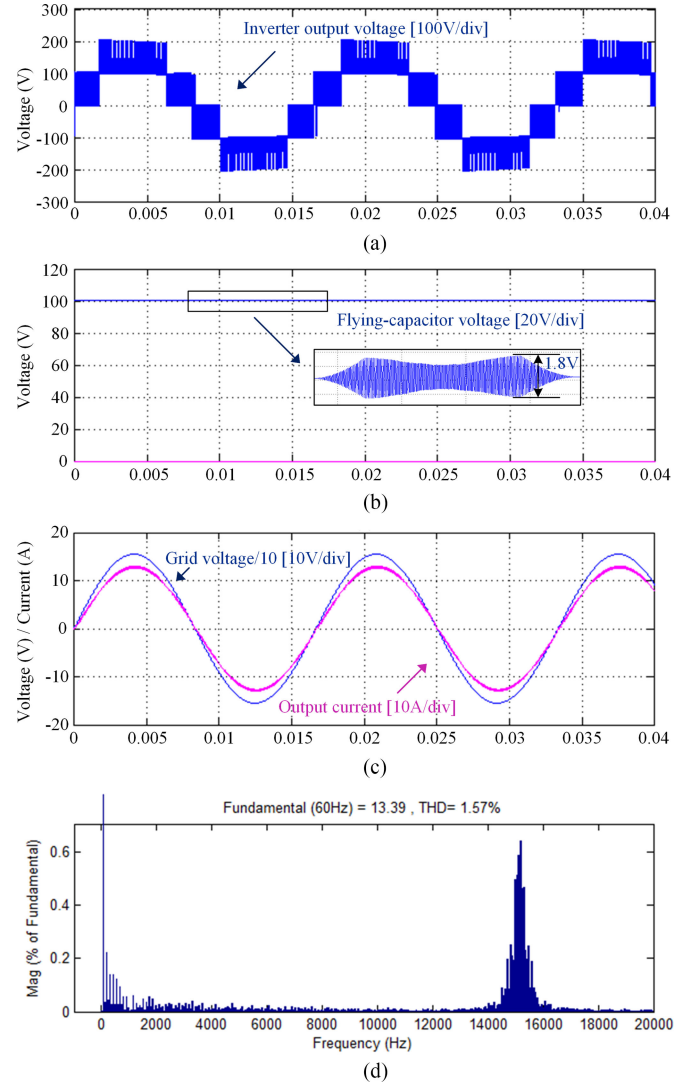 300
Inverter output voltage [100V/div]
200
100
0
-100
-200
-300
Voltage (V)
0 0.005 0.01 0.015 0.02 0.025 0.03 0.035 0.04
(a)
120
100
80
60
40
20
0
Voltage (V)
Flying-capacitor voltage [20V/div]
1.8V
0 0.005 0.01 0.015 0.02 0.025 0.03 0.035 0.04
(b)
20
10
0
-10
-20
Voltage (V) / Current (A)
Grid voltage/10 [10V/div]
Output current [10A/div]
0 0.005 0.01 0.015 0.02 0.025 0.03 0.035 0.04
(c)
Fundamental (60Hz) = 13.39 , THD= 1.57%
0.6
0.4
0.2
0
Mag (% of Fundamental)
0 2000 4000 6000 8000 10000 12000 14000 16000 18000 20000
Frequency (Hz)
(d)